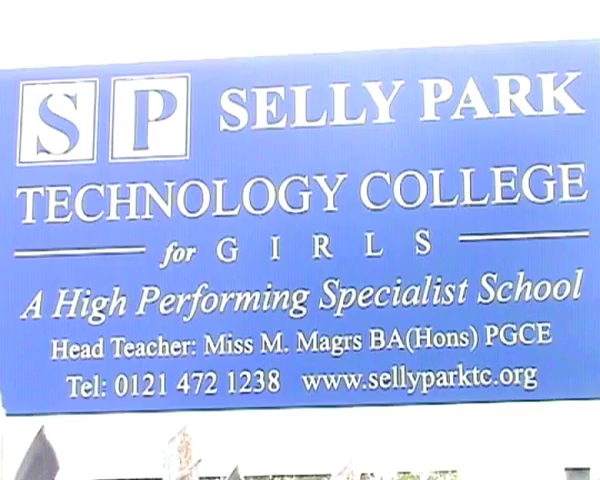 SP SELLY PARK
TECHNOLOGY COLLEGE
for GIRLS
A High Performing Specialist School
Head Teacher: Miss M. Magrs BA(Hons) PGCE
Tel: 0121 472 1238 www.sellyparktc.org